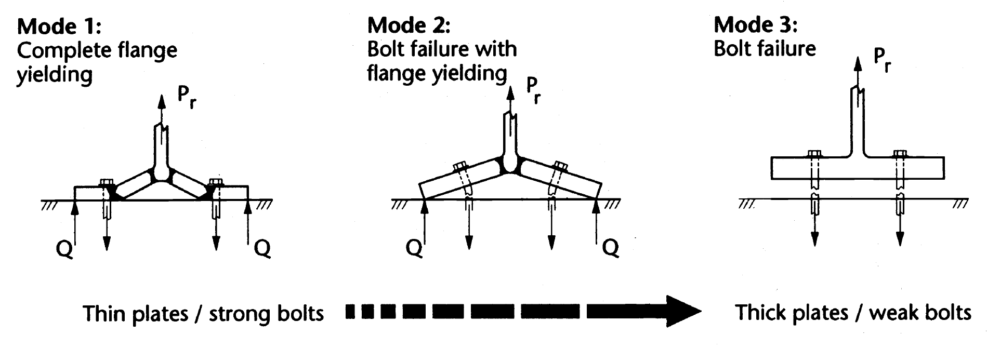 Mode 1:
Complete flange
yielding
Pr
Q
Q
Mode 2:
Bolt failure with
flange yielding
Pr
Q
Q
Mode 3:
Bolt failure
Pr
Thin plates / strong bolts
Thick plates / weak bolts